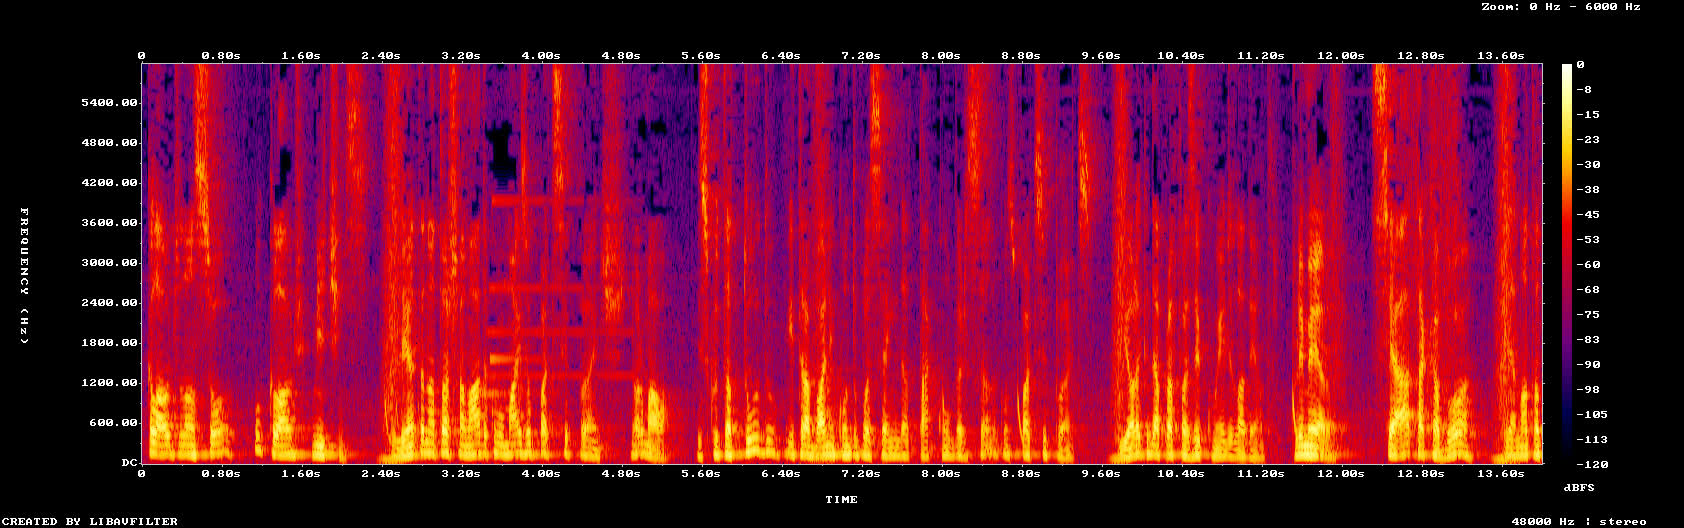 Zoom: 0 Hz - 6000 Hz
0 0.80s 1.60s 2.40s 3.20s 4.00s 4.80s 5.60s 6.40s 7.20s 8.00s 8.80s 9.60s 10.40s 11.20s 12.00s 12.80s 13.60s
5400.00
4800.00
4200.00
3600.00
3000.00
2400.00
1800.00
1200.00
600.00
DC
FREQUENCY (Hz)
0
-8
-15
-23
-30
-38
-45
-53
-60
-68
-75
-83
-90
-98
-105
-113
-120
dBFS
0 0.80s 1.60s 2.40s 3.20s 4.00s 4.80s 5.60s 6.40s 7.20s 8.00s 8.80s 9.60s 10.40s 11.20s 12.00s 12.80s 13.60s
TIME
CREATED BY LIBAVFILTER
48000 Hz | stereo